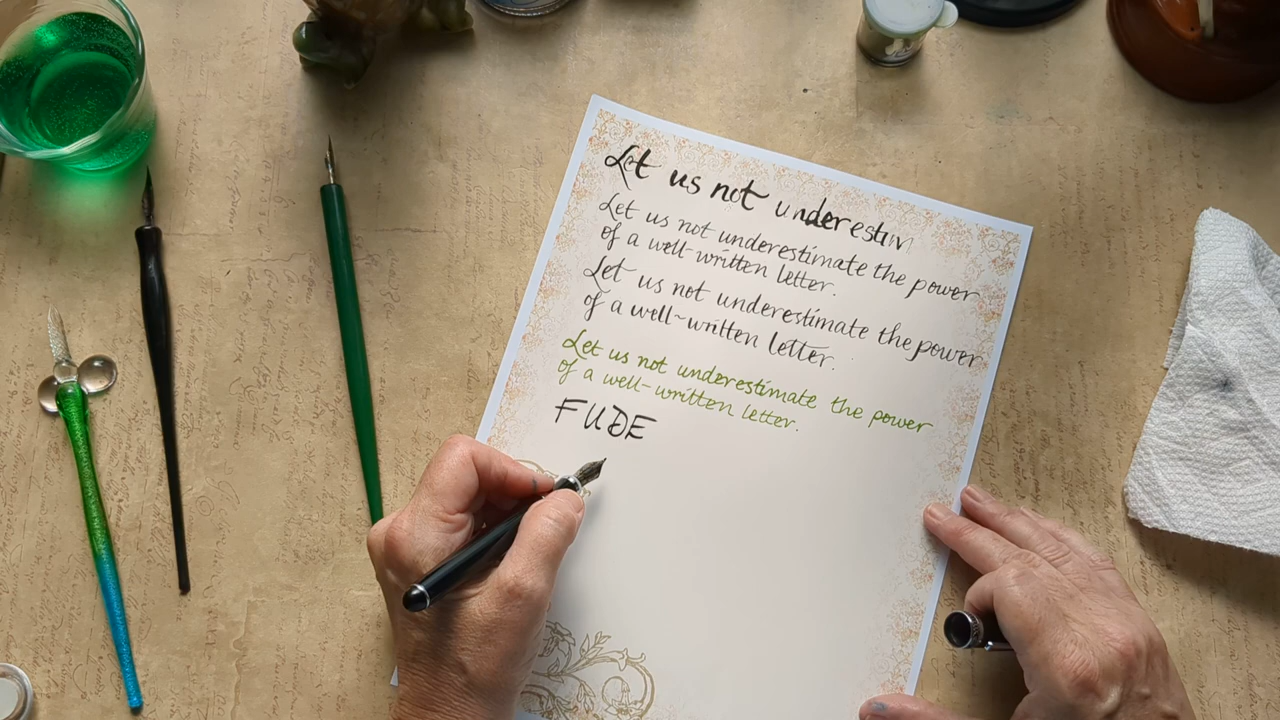 Let us not underestim
Let us not underestimate the power
of a well-written letter.
Let us not underestimate the power
of a well-written letter.
Let us not underestimate the power
of a well-written letter.
FUDE